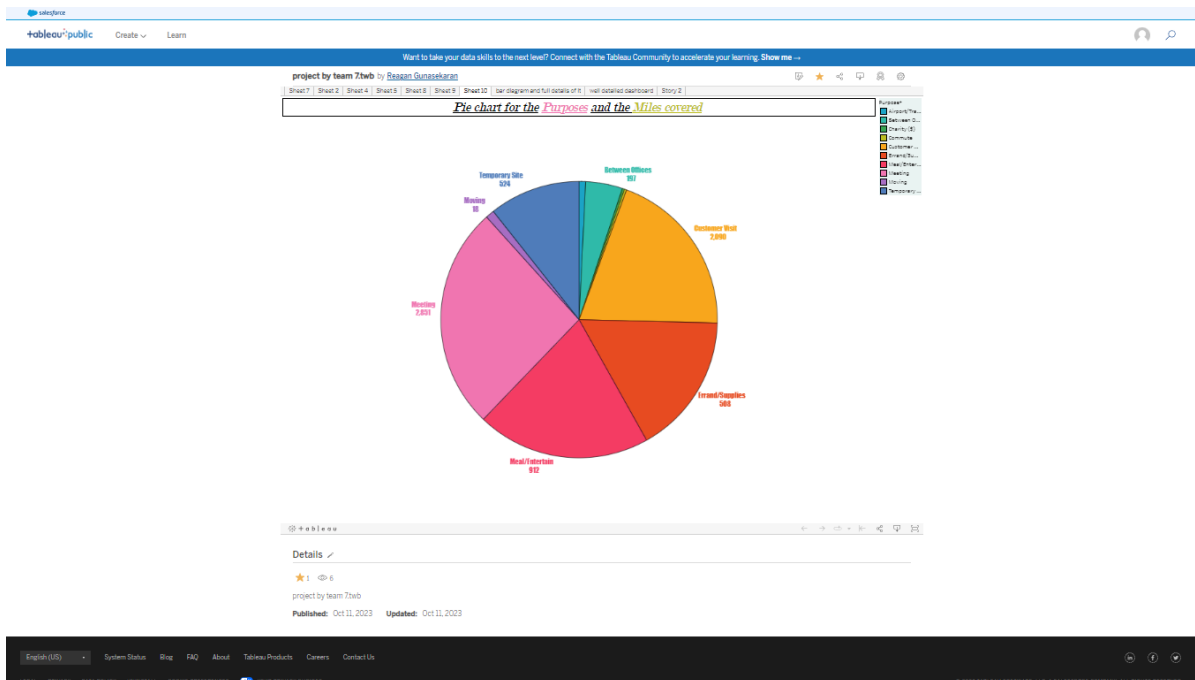 salesforce
+ableau public Create Learn
Want to take your data skills to the next level? Connect with the Tableau Community to accelerate your learning. Show me →
project by team 7.twb by Reagan Gunasekaran
Sheet 7 Sheet 2 Sheet 4 Sheet 5 Sheet 8 Sheet 9 Sheet 10 bar diagram and full details of it well detailed dashboard Story 2
Pie chart for the Purposes and the Miles covered
Purpose*
Airport/Tra...
Between O...
Charity ($)
Commute
Customer ...
Errand/Su...
Meal/Enter...
Meeting
Moving
Temporary ...
Between Offices
197
Temporary Site
524
Moving
Customer Visit
Meeting
2,851
Errand/Supplies
508
Meal/Entertain
912
+ a b l e a u
Details
1 6
project by team 7.twb
Published: Oct 11, 2023 Updated: Oct 11, 2023
English (US) System Status Blog FAQ About Tableau Products Careers Contact Us